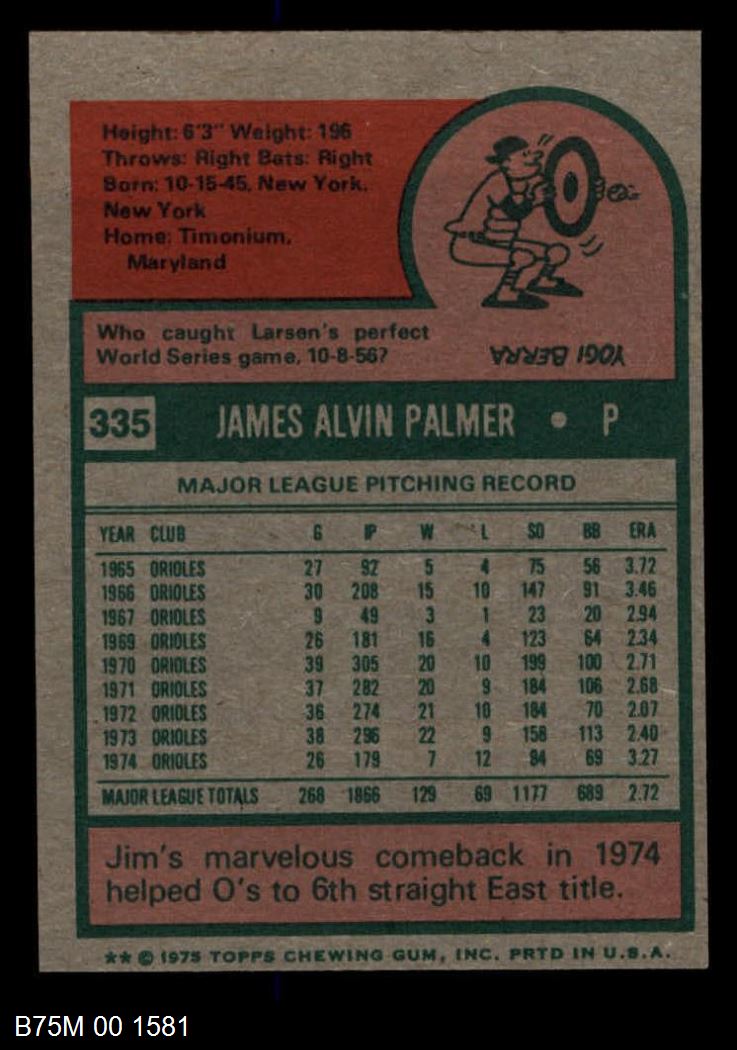 Height: 6'3" Weight: 196
Throws: Right Bats: Right
Born: 10-15-45, New York,
New York
Home: Timonium,
Maryland
Who caught Larsen's perfect
World Series game, 10-8-56?
YOGI BERRA
335 JAMES ALVIN PALMER • P
MAJOR LEAGUE PITCHING RECORD
YEAR CLUB G IP W L SO BB ERA
1965 ORIOLES 27 92 5 4 75 56 3.72
1966 ORIOLES 30 208 15 10 147 91 3.46
1967 ORIOLES 9 49 3 1 23 20 2.94
1969 ORIOLES 26 181 16 4 123 64 2.34
1970 ORIOLES 39 305 20 10 199 100 2.71
1971 ORIOLES 37 282 20 9 184 106 2.68
1972 ORIOLES 36 274 21 10 184 70 2.07
1973 ORIOLES 38 296 22 9 158 113 2.40
1974 ORIOLES 26 179 7 12 84 69 3.27
MAJOR LEAGUE TOTALS 268 1866 129 69 1177 689 2.72
Jim's marvelous comeback in 1974
helped O's to 6th straight East title.
** © 1975 TOPPS CHEWING GUM, INC. PRTD IN U.S.A.
B75M 00 1581